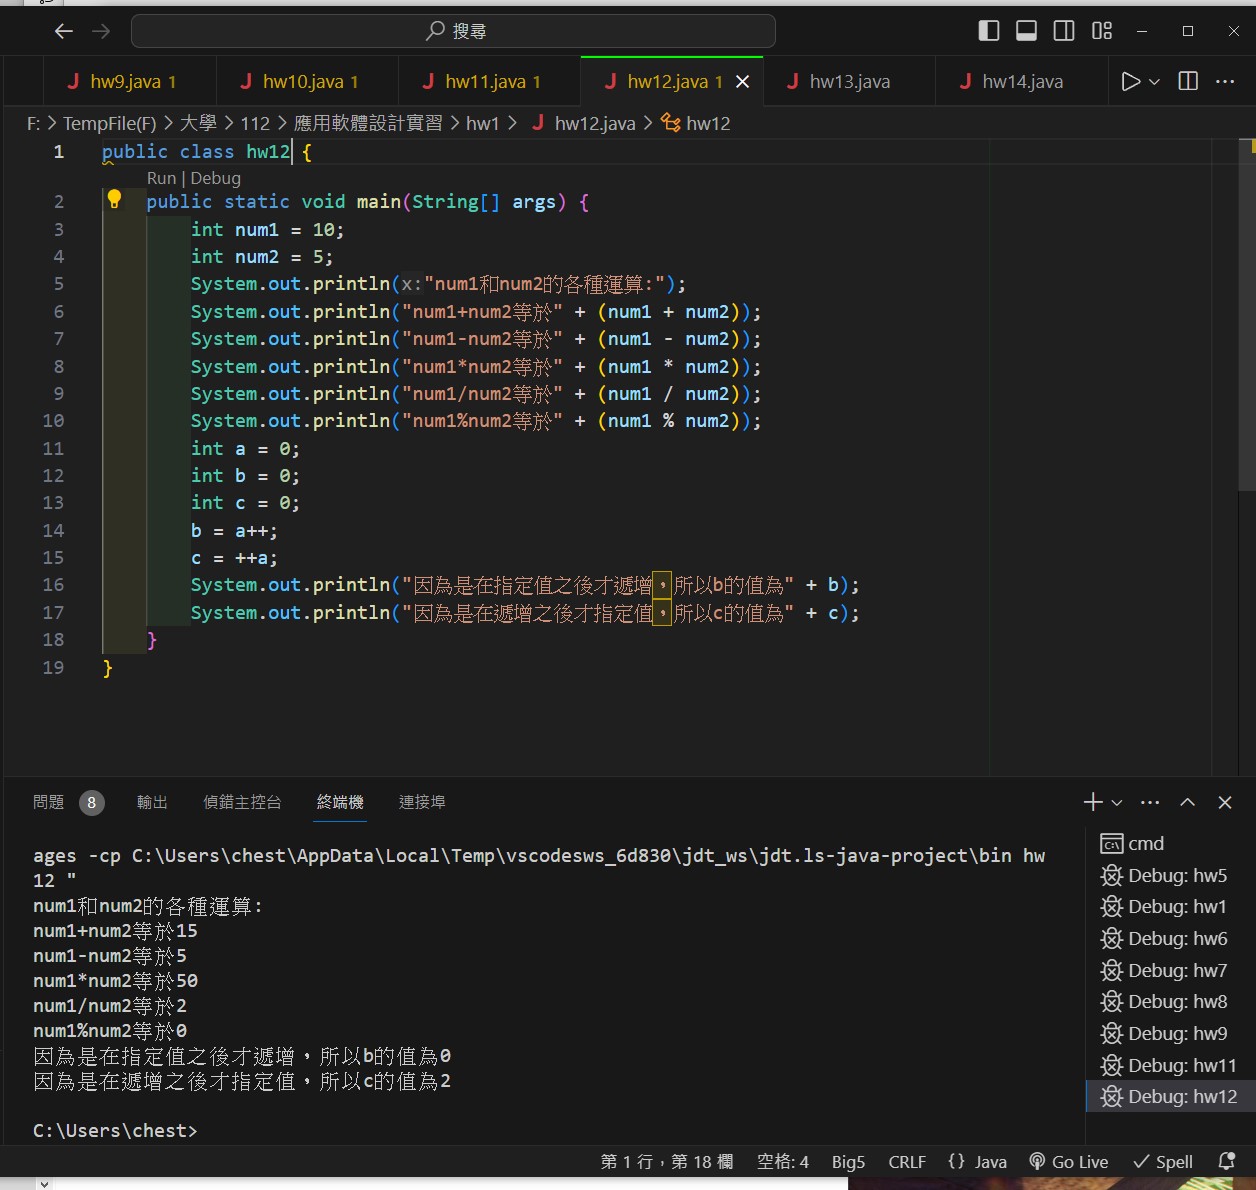 搜尋
hw9.java 1
hw10.java 1
hw11.java 1
hw12.java 1
hw13.java
hw14.java
F: > TempFile(F) > 大學 > 112 > 應用軟體設計實習 > hw1 > hw12.java > hw12
1 public class hw12 {
Run | Debug
2 public static void main(String[] args) {
3 int num1 = 10;
4 int num2 = 5;
5 System.out.println(x:"num1和num2的各種運算:");
6 System.out.println("num1+num2等於" + (num1 + num2));
7 System.out.println("num1-num2等於" + (num1 - num2));
8 System.out.println("num1*num2等於" + (num1 * num2));
9 System.out.println("num1/num2等於" + (num1 / num2));
10 System.out.println("num1%num2等於" + (num1 % num2));
11 int a = 0;
12 int b = 0;
13 int c = 0;
14 b = a++;
15 c = ++a;
16 System.out.println("因為是在指定值之後才遞增，所以b的值為" + b);
17 System.out.println("因為是在遞增之後才指定值，所以c的值為" + c);
18 }
19 }
問題 8 輸出 偵錯主控台 終端機 連接埠
ages -cp C:\Users\chest\AppData\Local\Temp\vscodesws_6d830\jdt_ws\jdt.ls-java-project\bin hw
12 "
num1和num2的各種運算:
num1+num2等於15
num1-num2等於5
num1*num2等於50
num1/num2等於2
num1%num2等於0
因為是在指定值之後才遞增，所以b的值為0
因為是在遞增之後才指定值，所以c的值為2
C:\Users\chest>
cmd
Debug: hw5
Debug: hw1
Debug: hw6
Debug: hw7
Debug: hw8
Debug: hw9
Debug: hw11
Debug: hw12
第 1 行，第 18 欄 空格: 4 Big5 CRLF {} Java Go Live Spell